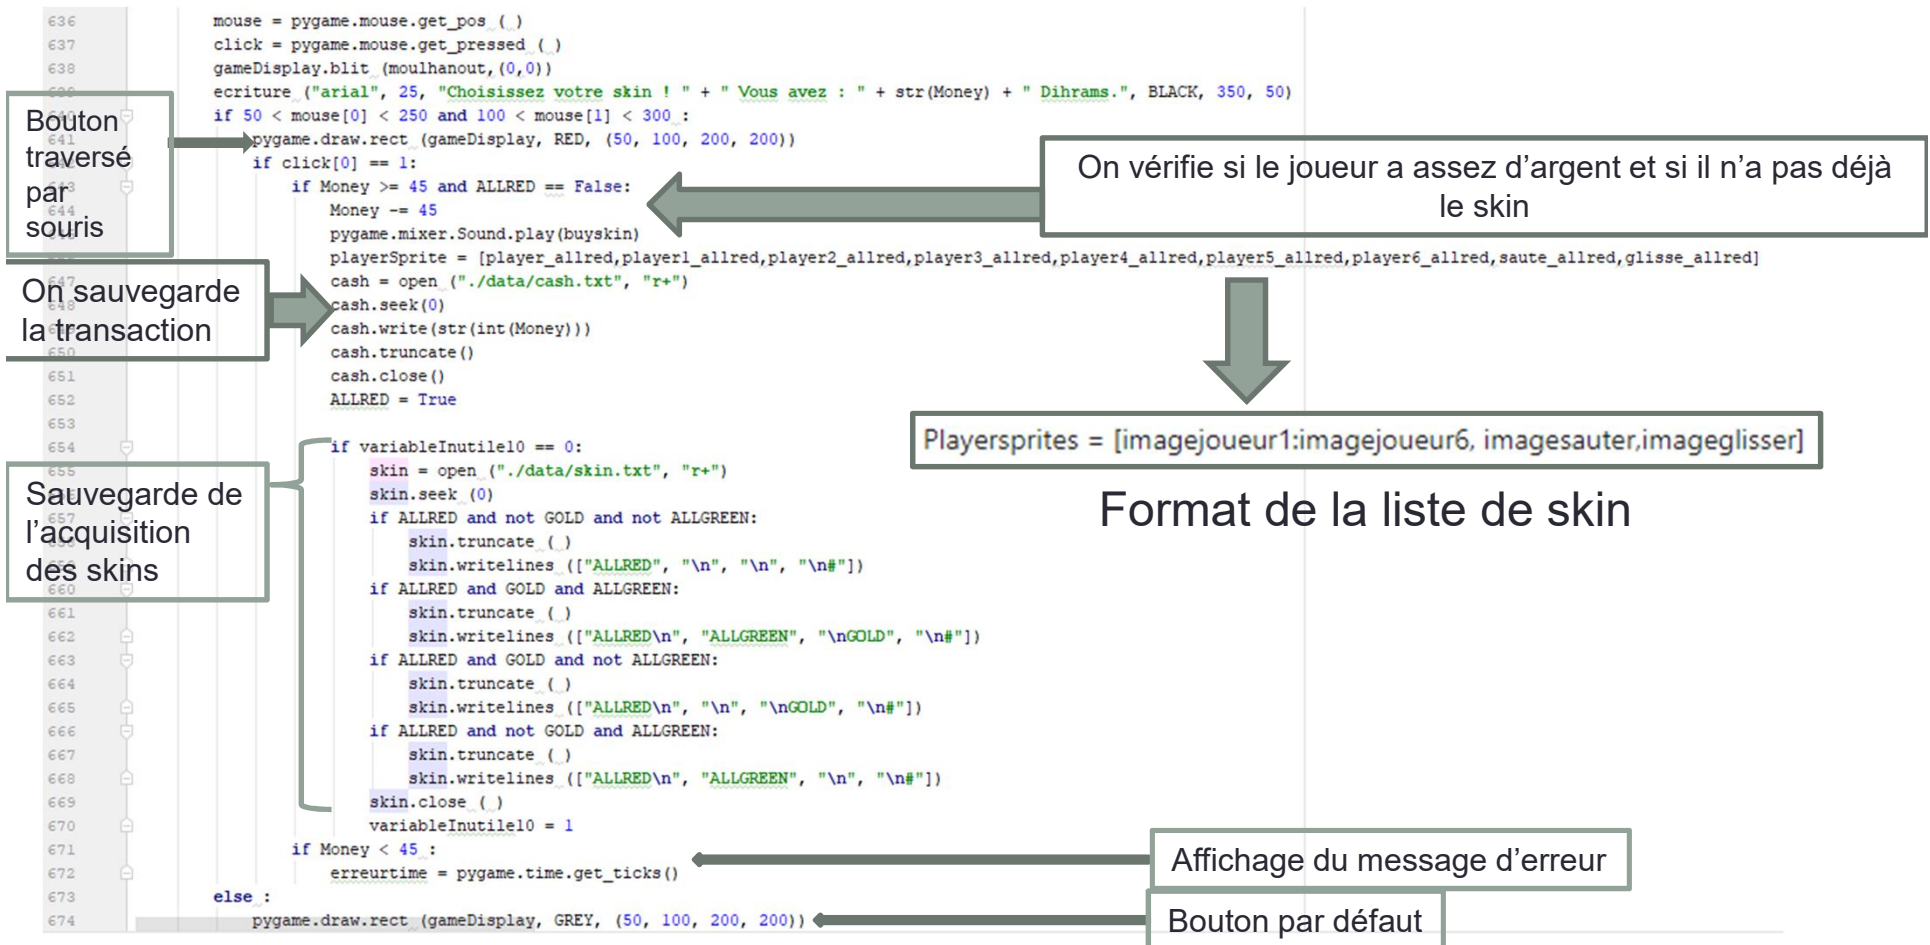 636 mouse = pygame.mouse.get_pos ( )
637 click = pygame.mouse.get_pressed ( )
638 gameDisplay.blit (moulhanout,(0,0))
ecriture ("arial", 25, "Choisissez votre skin ! " + " Vous avez : " + str(Money) + " Dihrams.", BLACK, 350, 50)
if 50 < mouse[0] < 250 and 100 < mouse[1] < 300 :
641 pygame.draw.rect (gameDisplay, RED, (50, 100, 200, 200))
if click[0] == 1:
if Money >= 45 and ALLRED == False:
644 Money -= 45
pygame.mixer.Sound.play(buyskin)
playerSprite = [player_allred,player1_allred,player2_allred,player3_allred,player4_allred,player5_allred,player6_allred,saute_allred,glisse_allred]
647 cash = open ("./data/cash.txt", "r+")
648 cash.seek(0)
649 cash.write(str(int(Money)))
650 cash.truncate()
651 cash.close()
652 ALLRED = True
653
654 if variableInutile10 == 0:
655 skin = open ("./data/skin.txt", "r+")
skin.seek (0)
657 if ALLRED and not GOLD and not ALLGREEN:
skin.truncate ( )
skin.writelines (["ALLRED", "\n", "\n", "\n#"])
660 if ALLRED and GOLD and ALLGREEN:
661 skin.truncate ( )
662 skin.writelines (["ALLRED\n", "ALLGREEN", "\nGOLD", "\n#"])
663 if ALLRED and GOLD and not ALLGREEN:
664 skin.truncate ( )
665 skin.writelines (["ALLRED\n", "\n", "\nGOLD", "\n#"])
666 if ALLRED and not GOLD and ALLGREEN:
667 skin.truncate ( )
668 skin.writelines (["ALLRED\n", "ALLGREEN", "\n", "\n#"])
669 skin.close ( )
670 variableInutile10 = 1
671 if Money < 45 :
672 erreurtime = pygame.time.get_ticks()
673 else :
674 pygame.draw.rect (gameDisplay, GREY, (50, 100, 200, 200))
Bouton
traversé
par
souris
On sauvegarde
la transaction
Sauvegarde de
l'acquisition
des skins
On vérifie si le joueur a assez d'argent et si il n'a pas déjà
le skin
Playersprites = [imagejoueur1:imagejoueur6, imagesauter,imageglisser]
Format de la liste de skin
Affichage du message d'erreur
Bouton par défaut